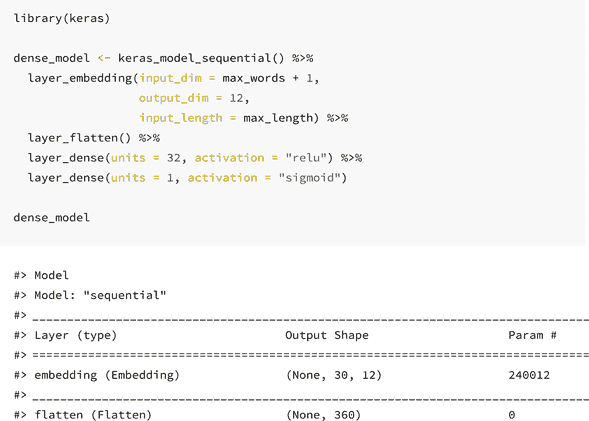 library(keras)
dense_model <- keras_model_sequential() %>%
layer_embedding(input_dim = max_words + 1,
output_dim = 12,
input_length = max_length) %>%
layer_flatten() %>%
layer_dense(units = 32, activation = "relu") %>%
layer_dense(units = 1, activation = "sigmoid")
dense_model
#> Model
#> Model: "sequential"
#> ________________________________________________________________________________
#> Layer (type) Output Shape Param #
#> ================================================================================
#> embedding (Embedding) (None, 30, 12) 240012
#> ________________________________________________________________________________
#> flatten (Flatten) (None, 360) 0